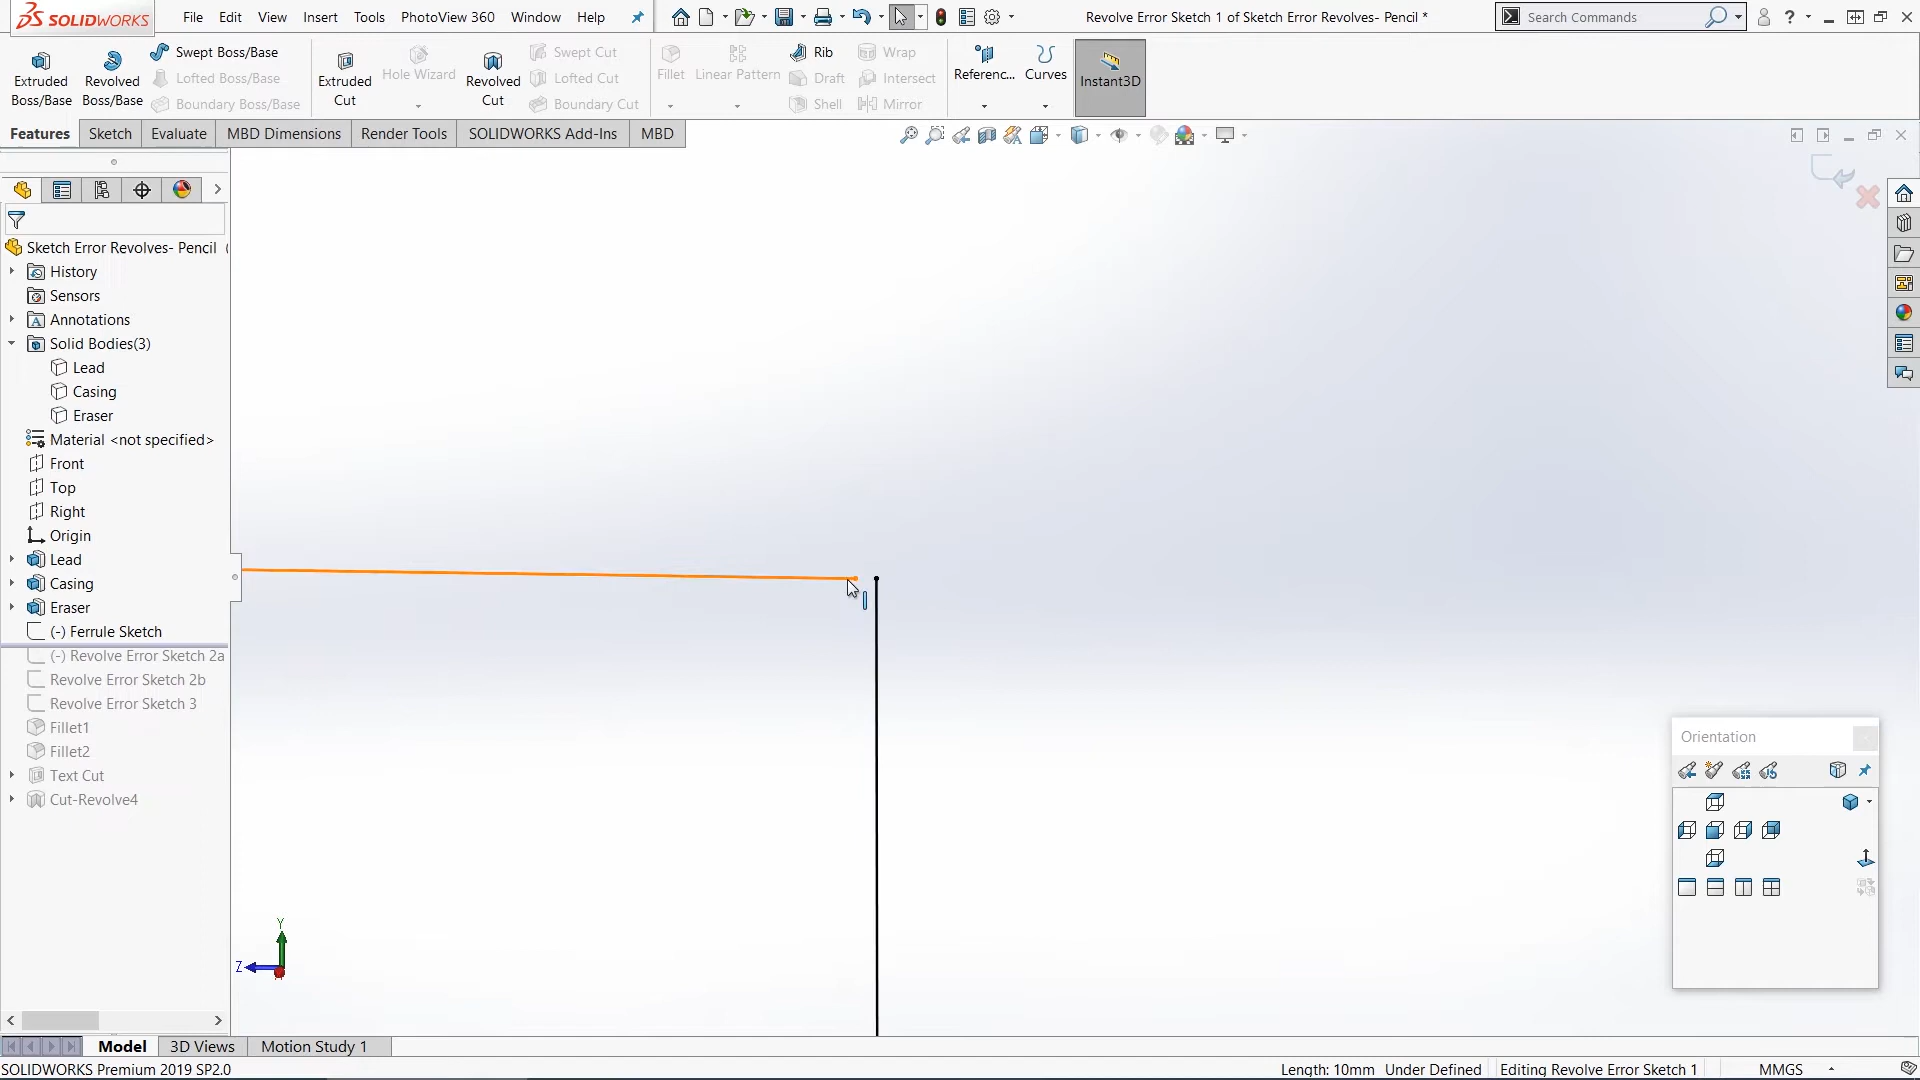 SOLIDWORKS File Edit View Insert Tools PhotoView 360 Window Help Revolve Error Sketch 1 of Sketch Error Revolves- Pencil * Search Commands ?
Extruded Boss/Base
Revolved Boss/Base
Swept Boss/Base
Lofted Boss/Base
Boundary Boss/Base
Extruded Cut
Hole Wizard
Revolved Cut
Swept Cut
Lofted Cut
Boundary Cut
Fillet
Linear Pattern
Rib
Draft
Shell
Wrap
Intersect
Mirror
Referenc...
Curves
Instant3D
Features Sketch Evaluate MBD Dimensions Render Tools SOLIDWORKS Add-Ins MBD
Sketch Error Revolves- Pencil (
History
Sensors
Annotations
Solid Bodies(3)
Lead
Casing
Eraser
Material <not specified>
Front
Top
Right
Origin
Lead
Casing
Eraser
(-) Ferrule Sketch
(-) Revolve Error Sketch 2a
Revolve Error Sketch 2b
Revolve Error Sketch 3
Fillet1
Fillet2
Text Cut
Cut-Revolve4
Orientation
Y
Z
Model 3D Views Motion Study 1
SOLIDWORKS Premium 2019 SP2.0 Length: 10mm Under Defined Editing Revolve Error Sketch 1 MMGS